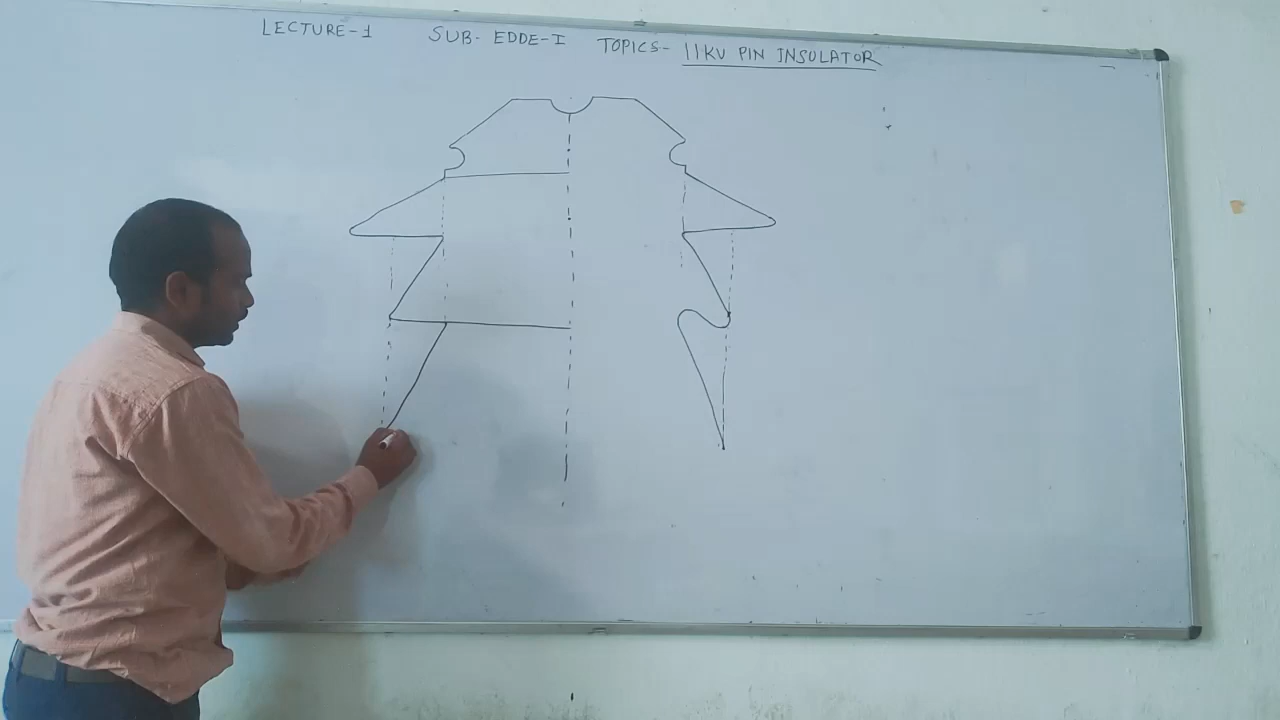 LECTURE-1 SUB- EDDE-I TOPICS- 11KV PIN INSULATOR